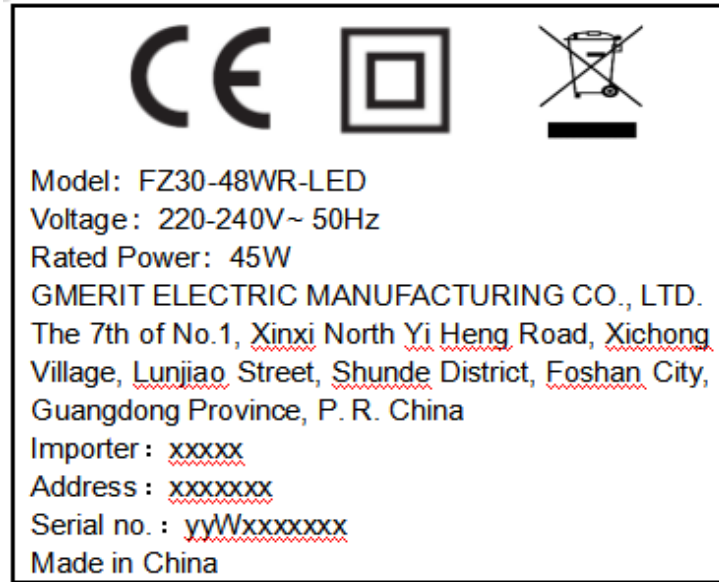 CE
Model: FZ30-48WR-LED
Voltage: 220-240V~ 50Hz
Rated Power: 45W
GMERIT ELECTRIC MANUFACTURING CO., LTD.
The 7th of No.1, Xinxi North Yi Heng Road, Xichong
Village, Lunjiao Street, Shunde District, Foshan City,
Guangdong Province, P. R. China
Importer: xxxxx
Address: xxxxxxx
Serial no.: yyWxxxxxxx
Made in China